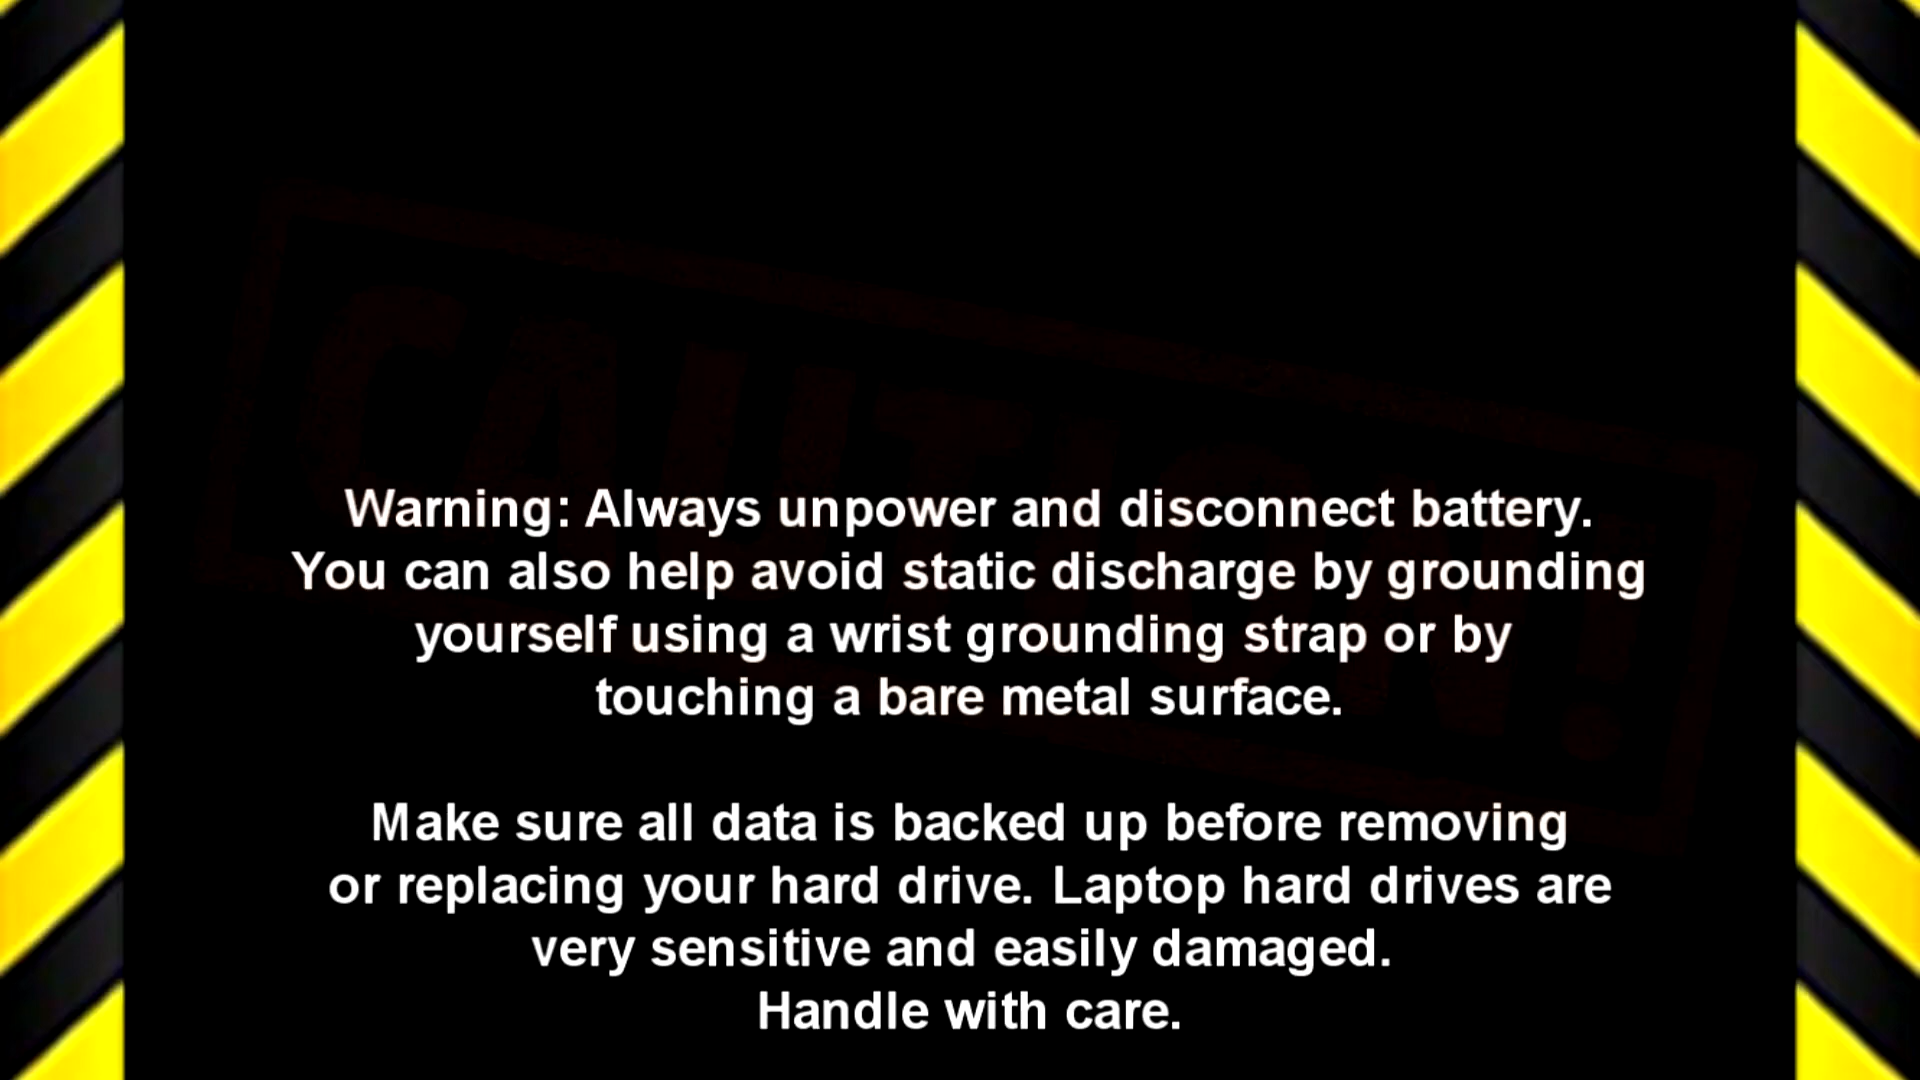 CAUTION!
Warning: Always unpower and disconnect battery.
You can also help avoid static discharge by grounding
yourself using a wrist grounding strap or by
touching a bare metal surface.
Make sure all data is backed up before removing
or replacing your hard drive. Laptop hard drives are
very sensitive and easily damaged.
Handle with care.